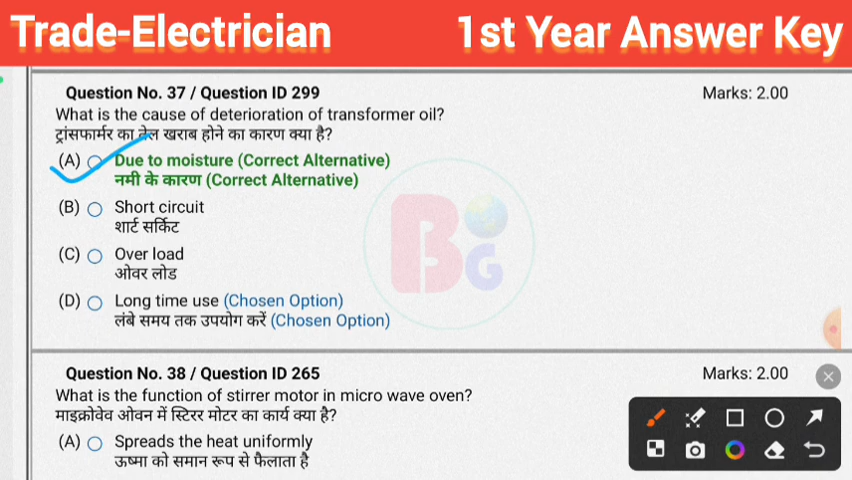 Trade-Electrician 1st Year Answer Key
Question No. 37 / Question ID 299 Marks: 2.00
What is the cause of deterioration of transformer oil?
ट्रांसफार्मर का तेल खराब होने का कारण क्या है?
(A) Due to moisture (Correct Alternative)
नमी के कारण (Correct Alternative)
(B) Short circuit
शार्ट सर्किट
(C) Over load
ओवर लोड
(D) Long time use (Chosen Option)
लंबे समय तक उपयोग करें (Chosen Option)
Question No. 38 / Question ID 265 Marks: 2.00
What is the function of stirrer motor in micro wave oven?
माइक्रोवेव ओवन में स्टिरर मोटर का कार्य क्या है?
(A) Spreads the heat uniformly
ऊष्मा को समान रूप से फैलाता है
B
G